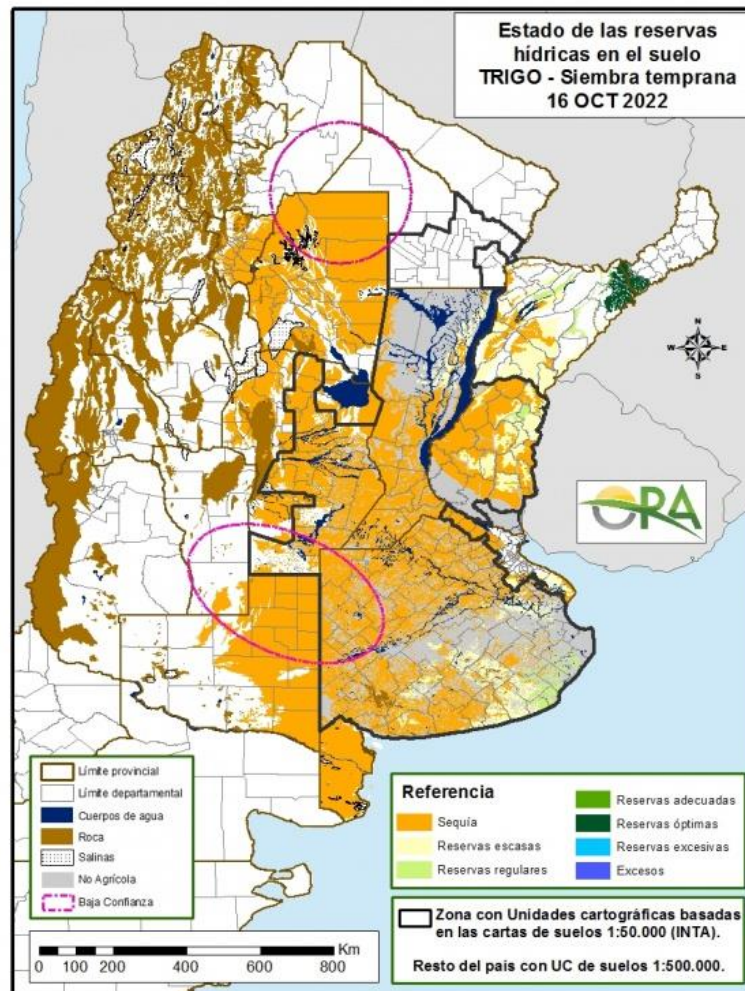 Estado de las reservas
hídricas en el suelo
TRIGO - Siembra temprana
16 OCT 2022
N
W
E
S
ORA
Límite provincial
Límite departamental
Cuerpos de agua
Roca
Salinas
No Agrícola
Baja Confianza
Referencia
Sequía
Reservas escasas
Reservas regulares
Reservas adecuadas
Reservas óptimas
Reservas excesivas
Excesos
Km
0 100 200 400 600 800
Zona con Unidades cartográficas basadas
en las cartas de suelos 1:50.000 (INTA).
Resto del país con UC de suelos 1:500.000.